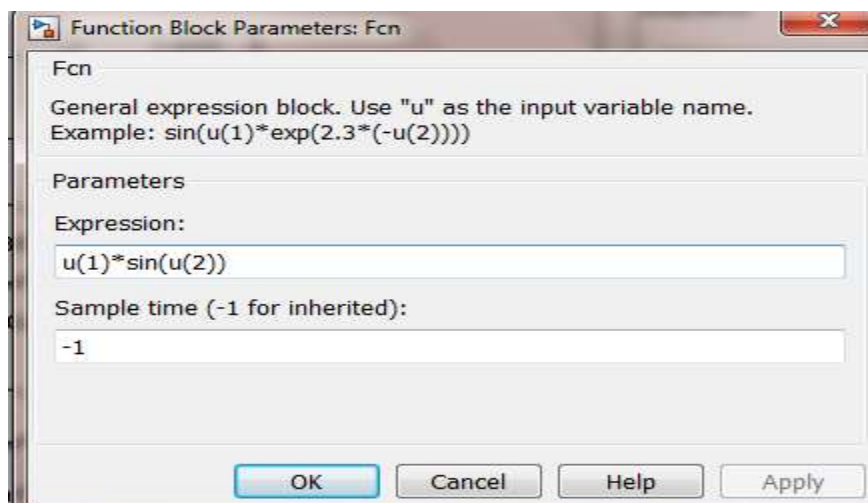 Function Block Parameters: Fcn
Fcn
General expression block. Use "u" as the input variable name.
Example: sin(u(1)*exp(2.3*(-u(2))))
Parameters
Expression:
u(1)*sin(u(2))
Sample time (-1 for inherited):
-1
OK Cancel Help Apply